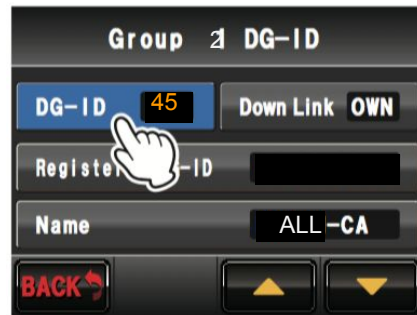 Group 2 DG-ID
DG-ID 45 Down Link OWN
Register -ID
Name ALL-CA
BACK